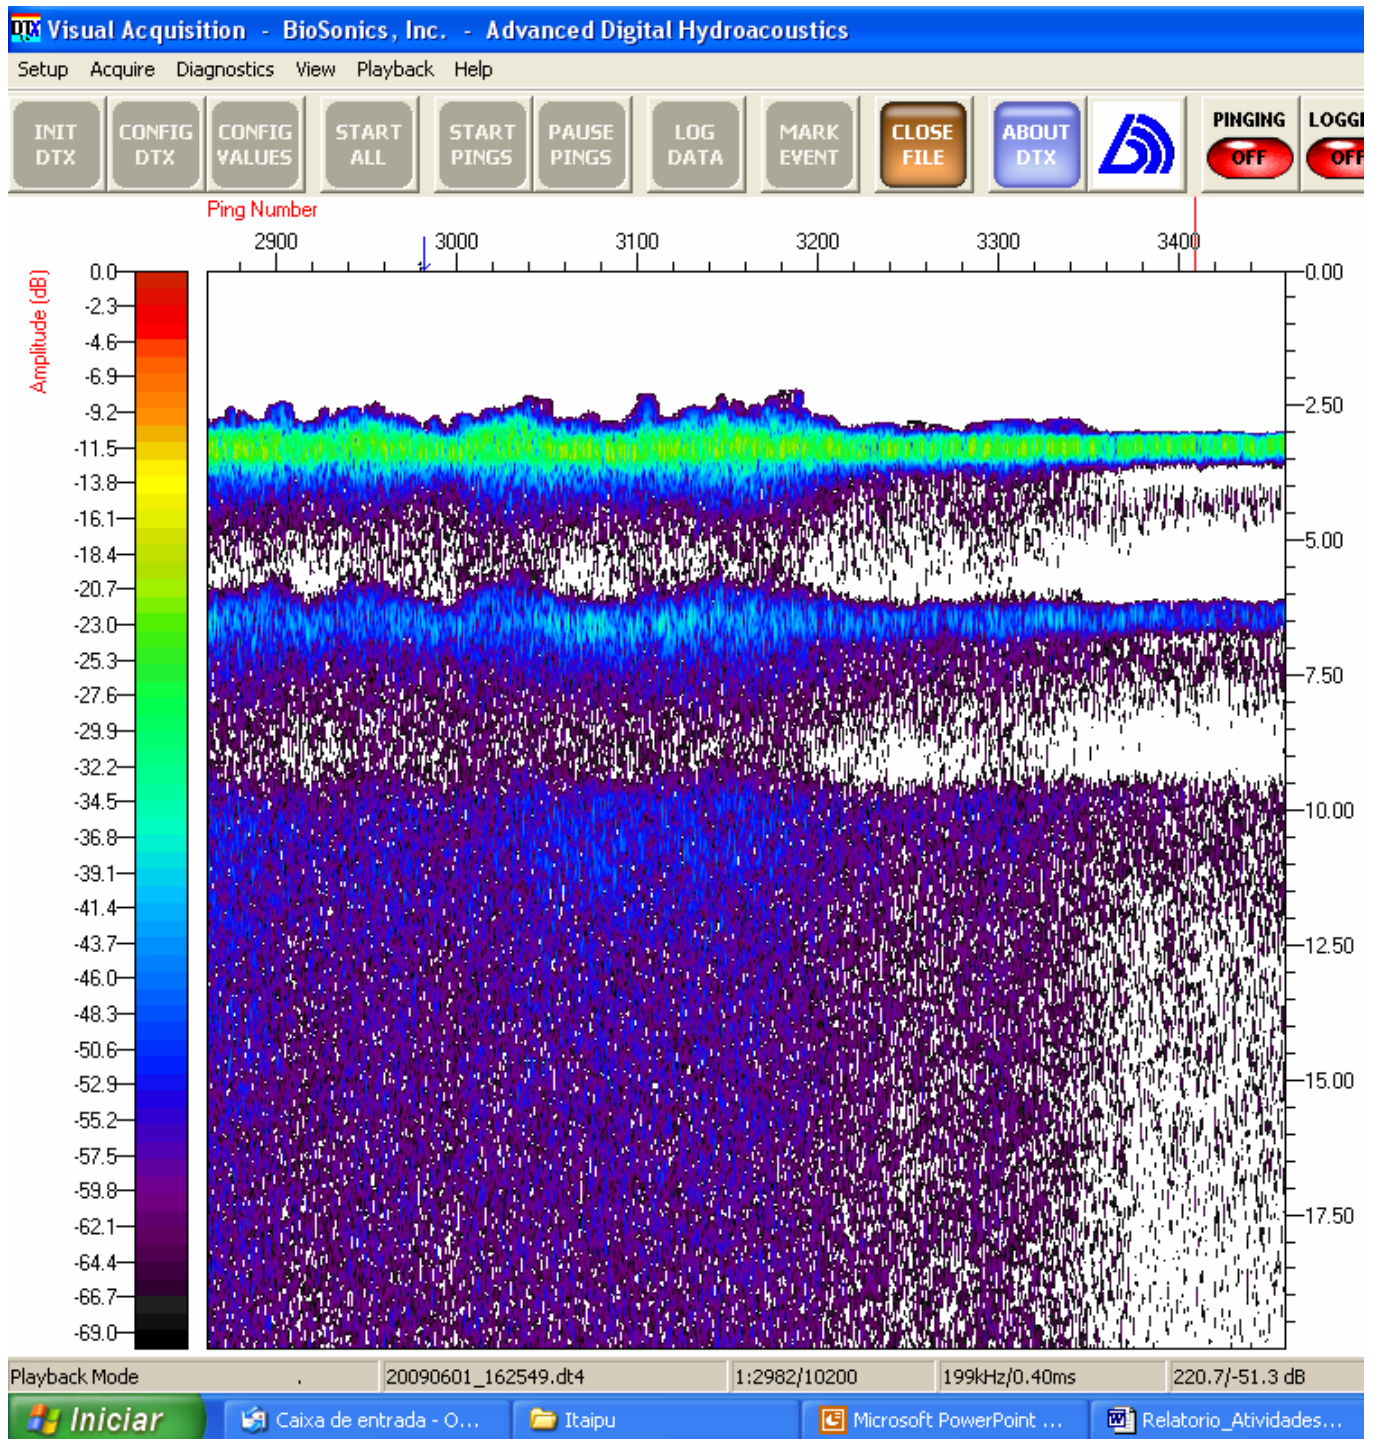 DTX Visual Acquisition - BioSonics, Inc. - Advanced Digital Hydroacoustics
Setup Acquire Diagnostics View Playback Help
INIT DTX
CONFIG DTX
CONFIG VALUES
START ALL
START PINGS
PAUSE PINGS
LOG DATA
MARK EVENT
CLOSE FILE
ABOUT DTX
PINGING OFF
LOGGI OFF
Ping Number
2900 3000 3100 3200 3300 3400
Amplitude (dB)
0.0
-2.3
-4.6
-6.9
-9.2
-11.5
-13.8
-16.1
-18.4
-20.7
-23.0
-25.3
-27.6
-29.9
-32.2
-34.5
-36.8
-39.1
-41.4
-43.7
-46.0
-48.3
-50.6
-52.9
-55.2
-57.5
-59.8
-62.1
-64.4
-66.7
-69.0
0.00
2.50
5.00
7.50
10.00
12.50
15.00
17.50
Playback Mode . 20090601_162549.dt4 1:2982/10200 199kHz/0.40ms 220.7/-51.3 dB
Iniciar Caixa de entrada - O... Itaipu Microsoft PowerPoint ... Relatorio_Atividades...